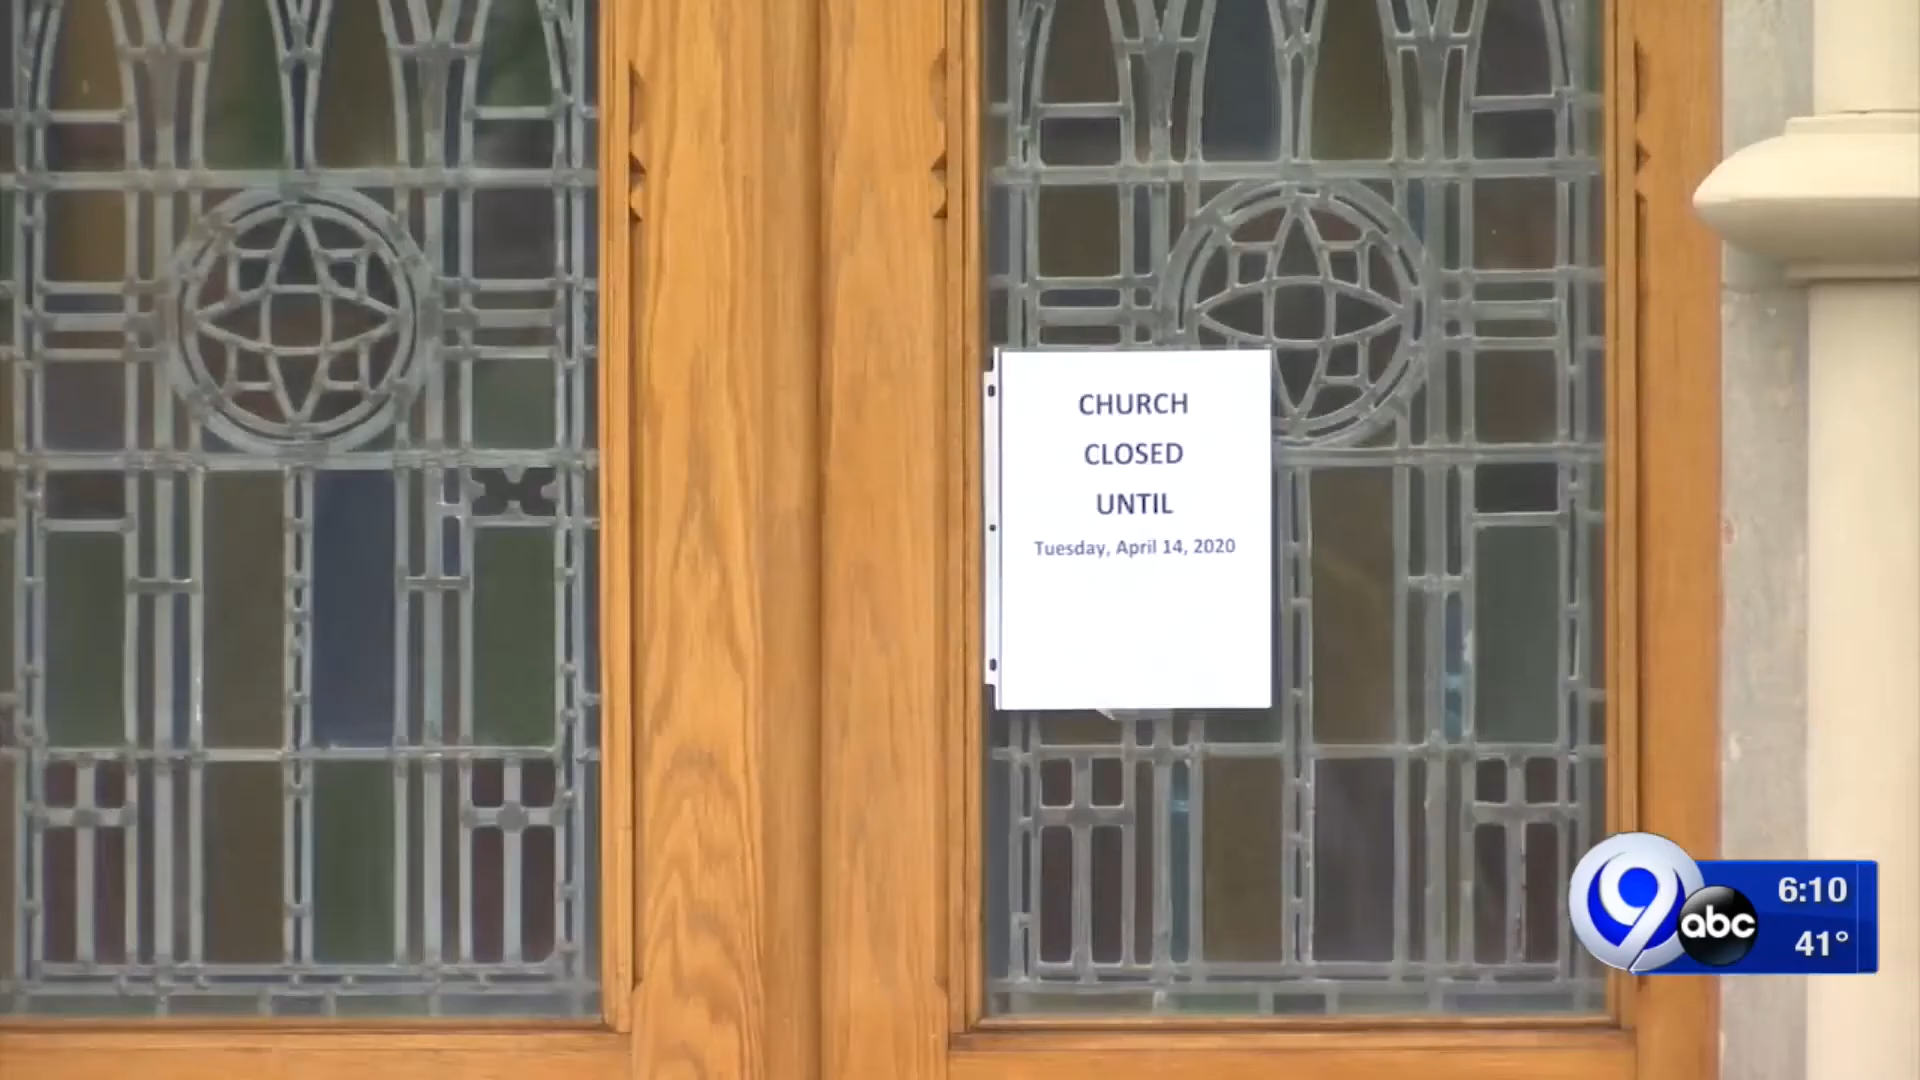 CHURCH
CLOSED
UNTIL
Tuesday, April 14, 2020
9
abc
6:10
41°